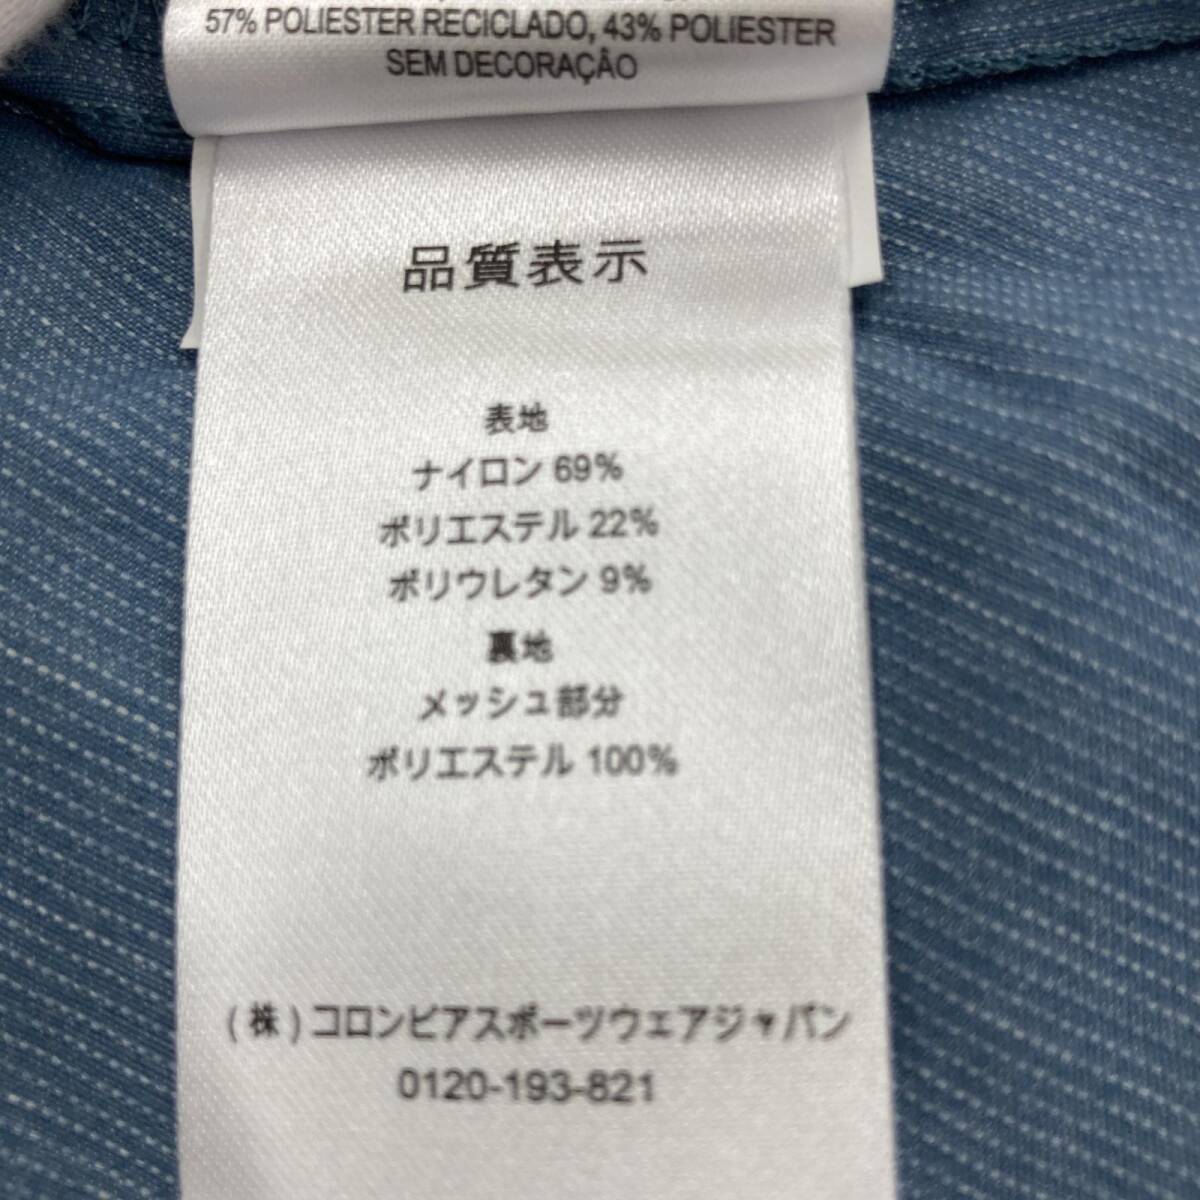 57% POLIESTER RECICLADO, 43% POLIESTER
SEM DECORAÇÃO
品質表示
表地
ナイロン 69%
ポリエステル 22%
ポリウレタン 9%
裏地
メッシュ部分
ポリエステル 100%
(株)コロンビアスポーツウェアジャパン
0120-193-821